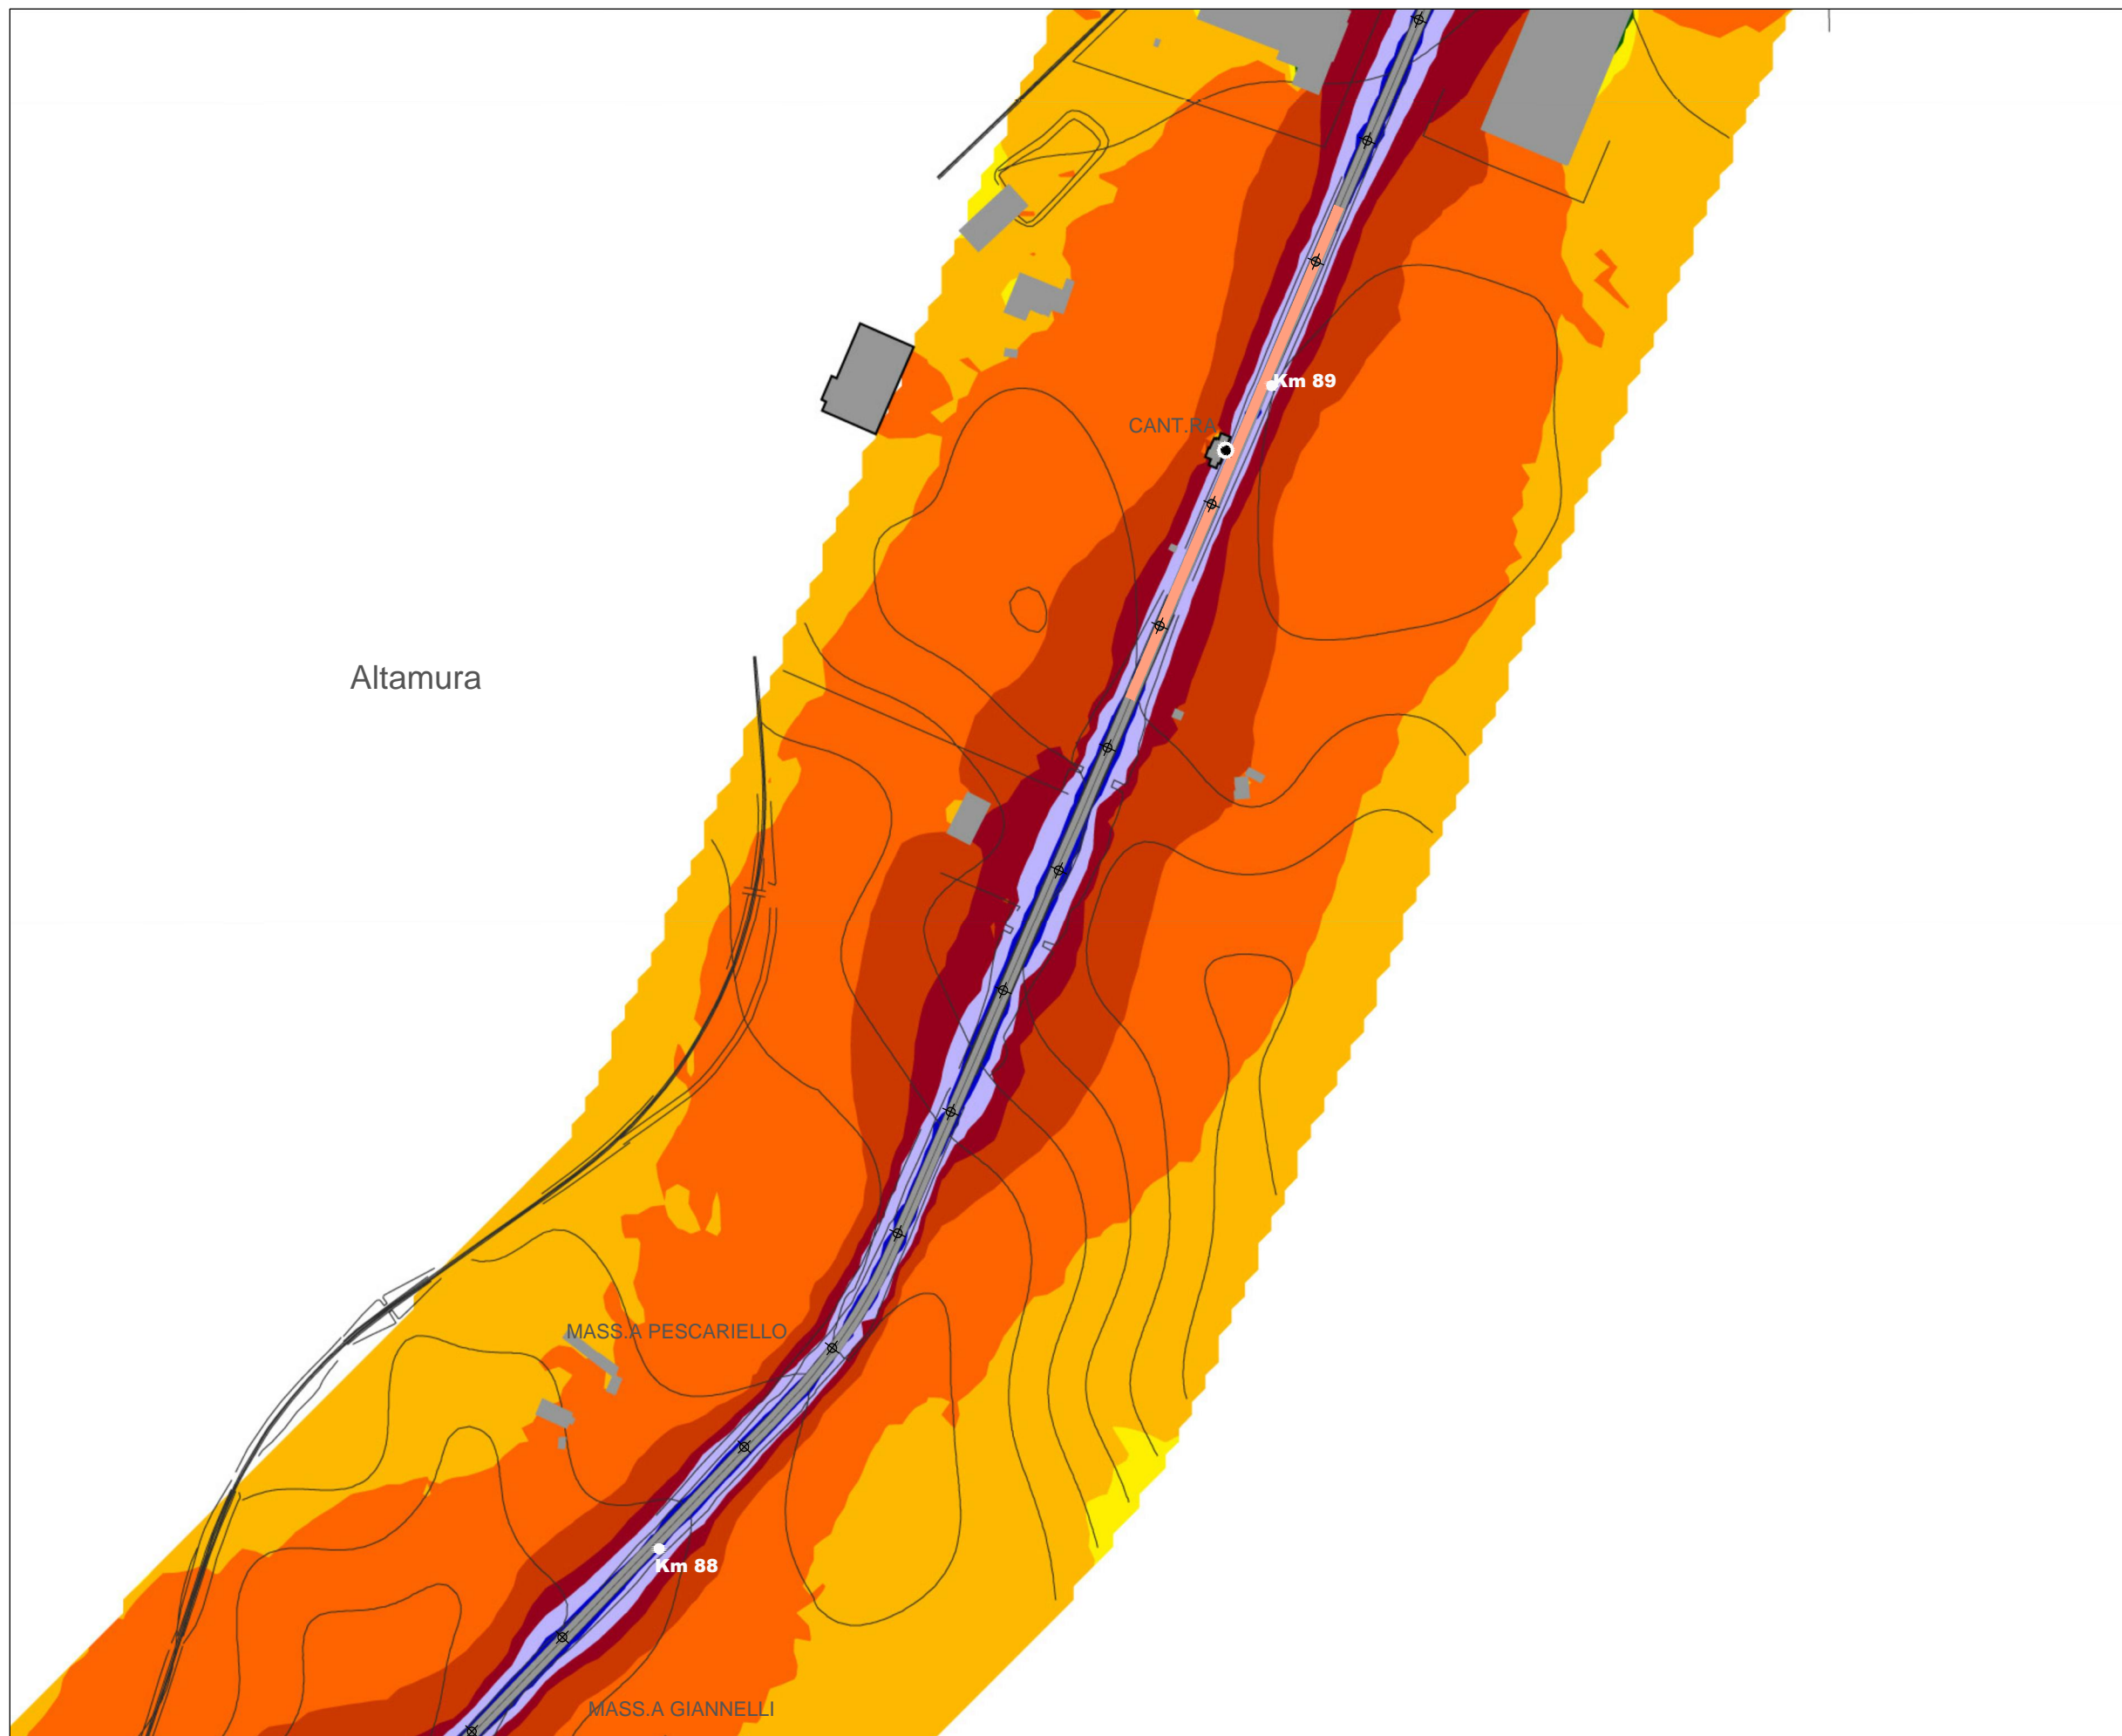 Km 89
CANT.RA
Altamura
MASS.A PESCARIELLO
Km 88
MASS.A GIANNELLI